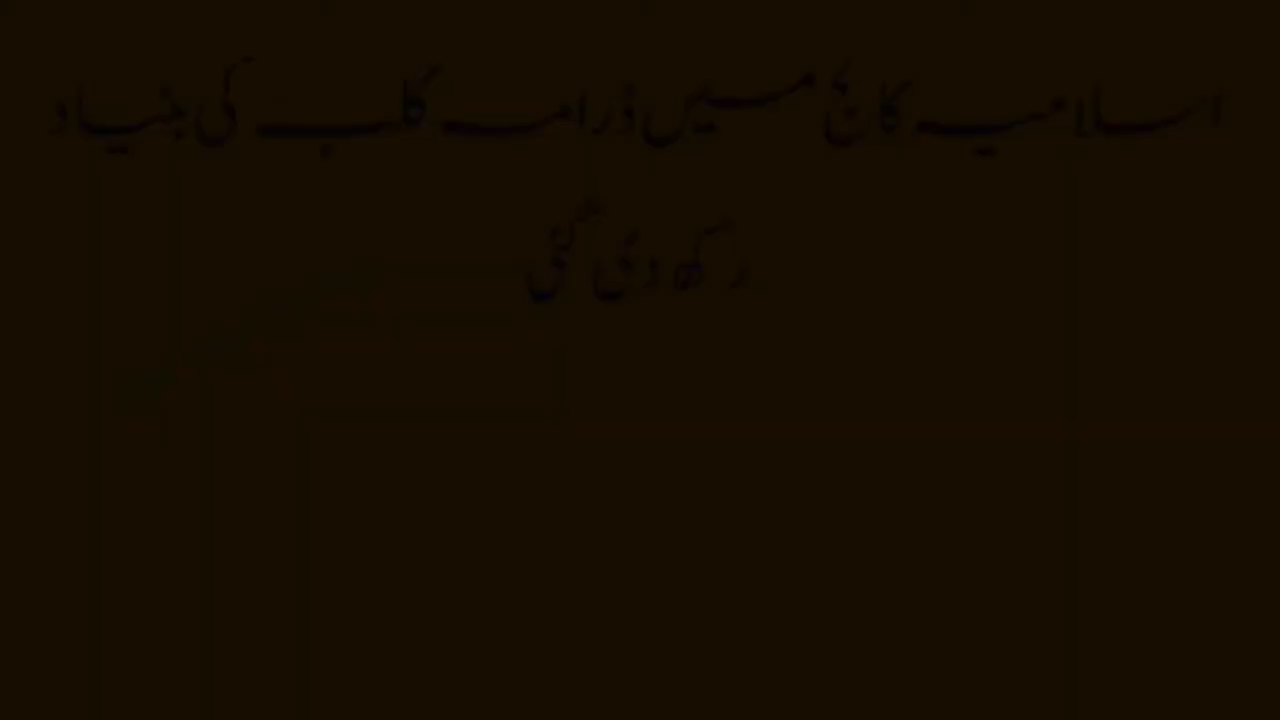 اسلامیہ کالج میں ڈرامہ کلب کی بنیاد
رکھ دی گئی